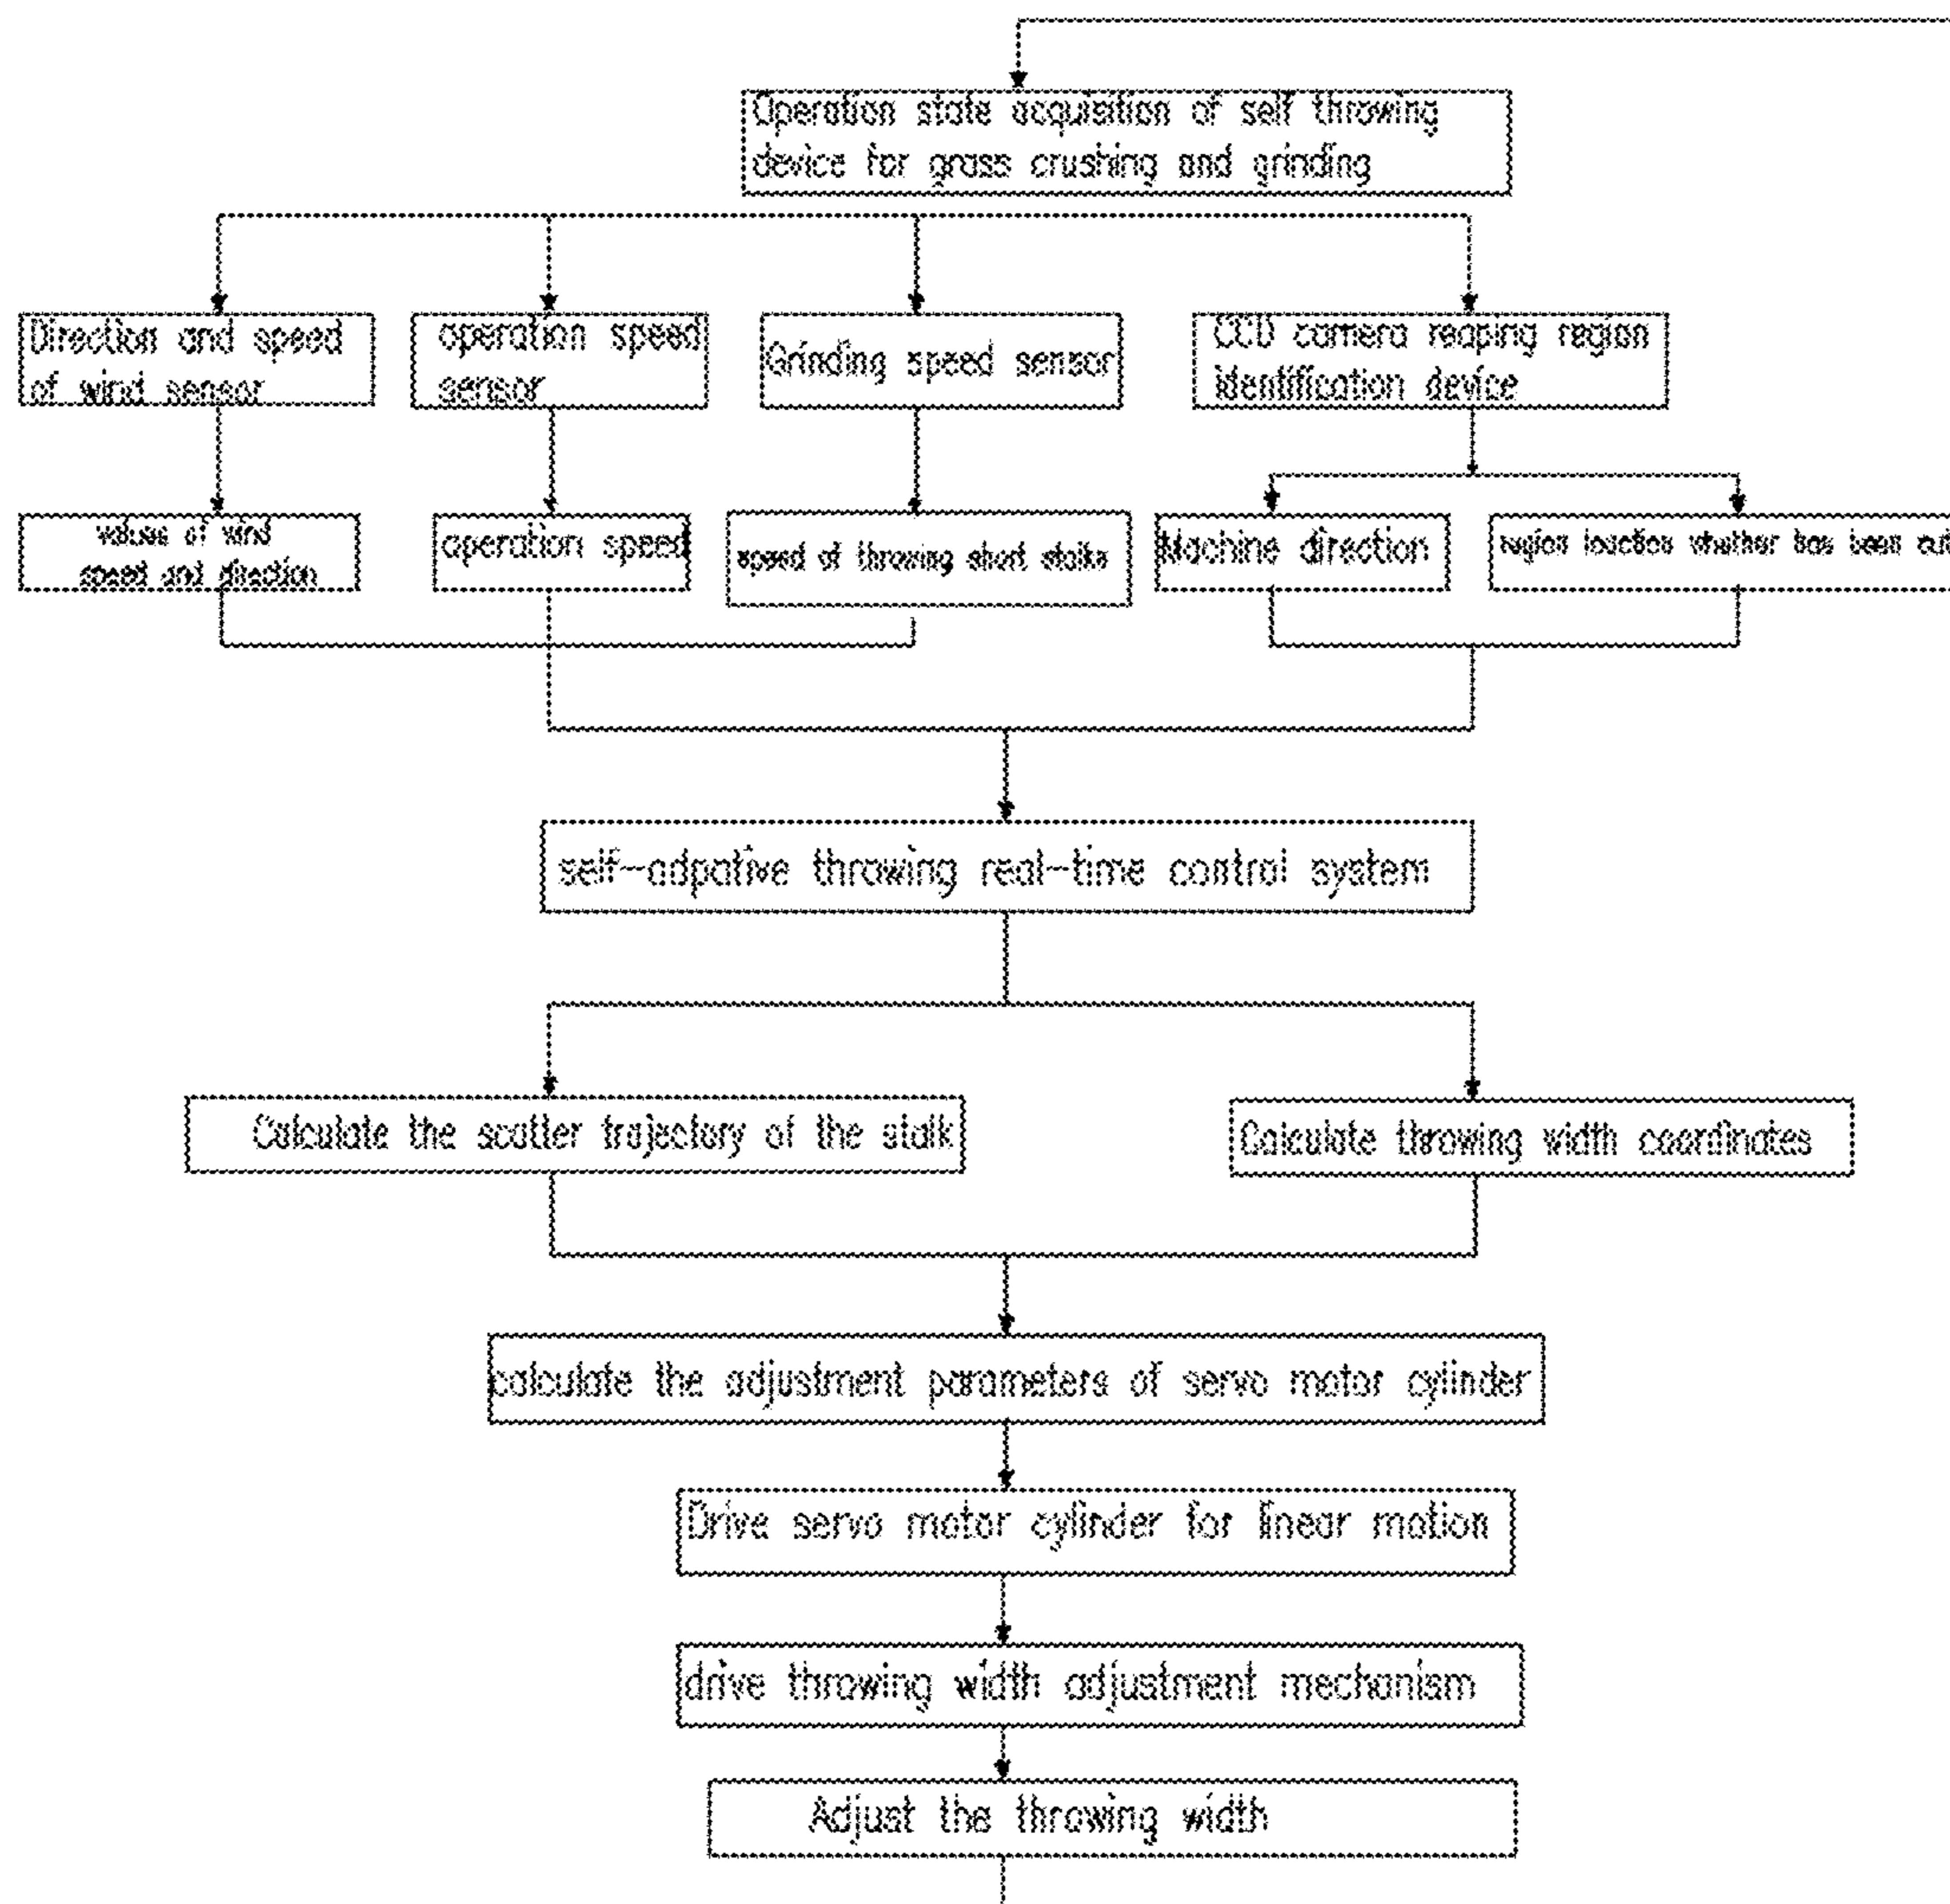 Operation state acquisition of self throwing
device for grass crushing and grinding
Direction and speed
of wind sensor
operation speed
sensor
Grinding speed sensor
CCD camera reaping region
identification device
values of wind
speed and direction
operation speed
speed of throwing short stalks
Machine direction
region location whether has been cut
self-adpative throwing real-time control system
Calculate the scatter trajectory of the stalk
Calculate throwing width coordinates
calculate the adjustment parameters of servo motor cylinder
Drive servo motor cylinder for linear motion
drive throwing width adjustment mechanism
Adjust the throwing width